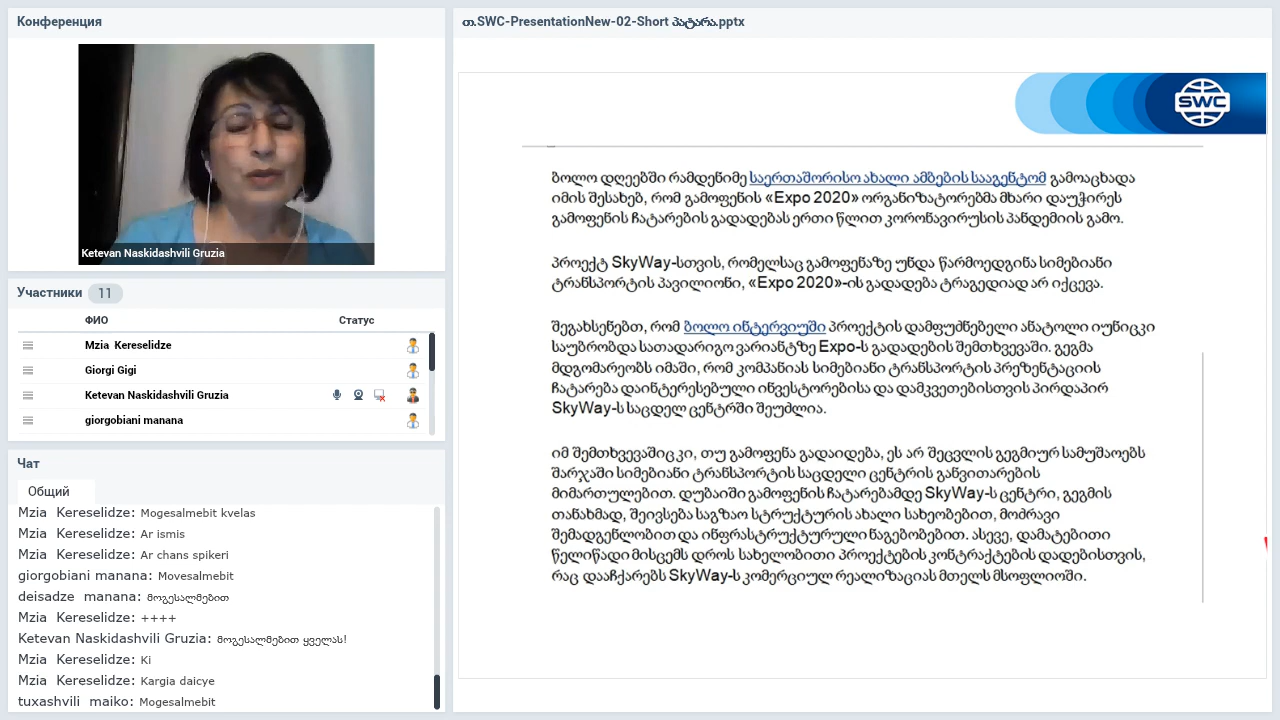 Конференция
Ketevan Naskidashvili Gruzia
Участники 11
ФИО Статус
Mzia Kereselidze
Giorgi Gigi
Ketevan Naskidashvili Gruzia
giorgobiani manana
Чат
Общий
Mzia Kereselidze: Mogesalmebit kvelas
Mzia Kereselidze: Ar ismis
Mzia Kereselidze: Ar chans spikeri
giorgobiani manana: Movesalmebit
deisadze manana: მოგესალმებით
Mzia Kereselidze: ++++
Ketevan Naskidashvili Gruzia: მოგესალმებით ყველას!
Mzia Kereselidze: Ki
Mzia Kereselidze: Kargia daicye
tuxashvili maiko: Mogesalmebit
თ.SWC-PresentationNew-02-Short პატარა.pptx
SWC
ბოლო დღეებში რამდენიმე საერთაშორისო ახალი ამბების სააგენტომ გამოაცხადა
იმის შესახებ, რომ გამოფენის «Expo 2020» ორგანიზატორებმა მხარი დაუჭირეს
გამოფენის ჩატარების გადადებას ერთი წლით კორონავირუსის პანდემიის გამო.
პროექტ SkyWay-სთვის, რომელსაც გამოფენაზე უნდა წარმოედგინა სიმებიანი
ტრანსპორტის პავილიონი, «Expo 2020»-ის გადადება ტრაგედიად არ იქცევა.
შეგახსენებთ, რომ ბოლო ინტერვიუში პროექტის დამფუძნებელი ანატოლი იუნიცკი
საუბრობდა სათადარიგო ვარიანტზე Expo-ს გადადების შემთხვევაში. გეგმა
მდგომარეობს იმაში, რომ კომპანიას სიმებიანი ტრანსპორტის პრეზენტაციის
ჩატარება დაინტერესებული ინვესტორებისა და დამკვეთებისთვის პირდაპირ
SkyWay-ს საცდელ ცენტრში შეუძლია.
იმ შემთხვევაშიცკი, თუ გამოფენა გადაიდება, ეს არ შეცვლის გეგმიურ სამუშაოებს
შარჯაში სიმებიანი ტრანსპორტის საცდელი ცენტრის განვითარების
მიმართულებით. დუბაიში გამოფენის ჩატარებამდე SkyWay-ს ცენტრი, გეგმის
თანახმად, შეივსება საგზაო სტრუქტურის ახალი სახეობებით, მოძრავი
შემადგენლობით და ინფრასტრუქტურული ნაგებობებით. ასევე, დამატებითი
წელიწადი მისცემს დროს სახელობითი პროექტების კონტრაქტების დადებისთვის,
რაც დააჩქარებს SkyWay-ს კომერციულ რეალიზაციას მთელს მსოფლიოში.